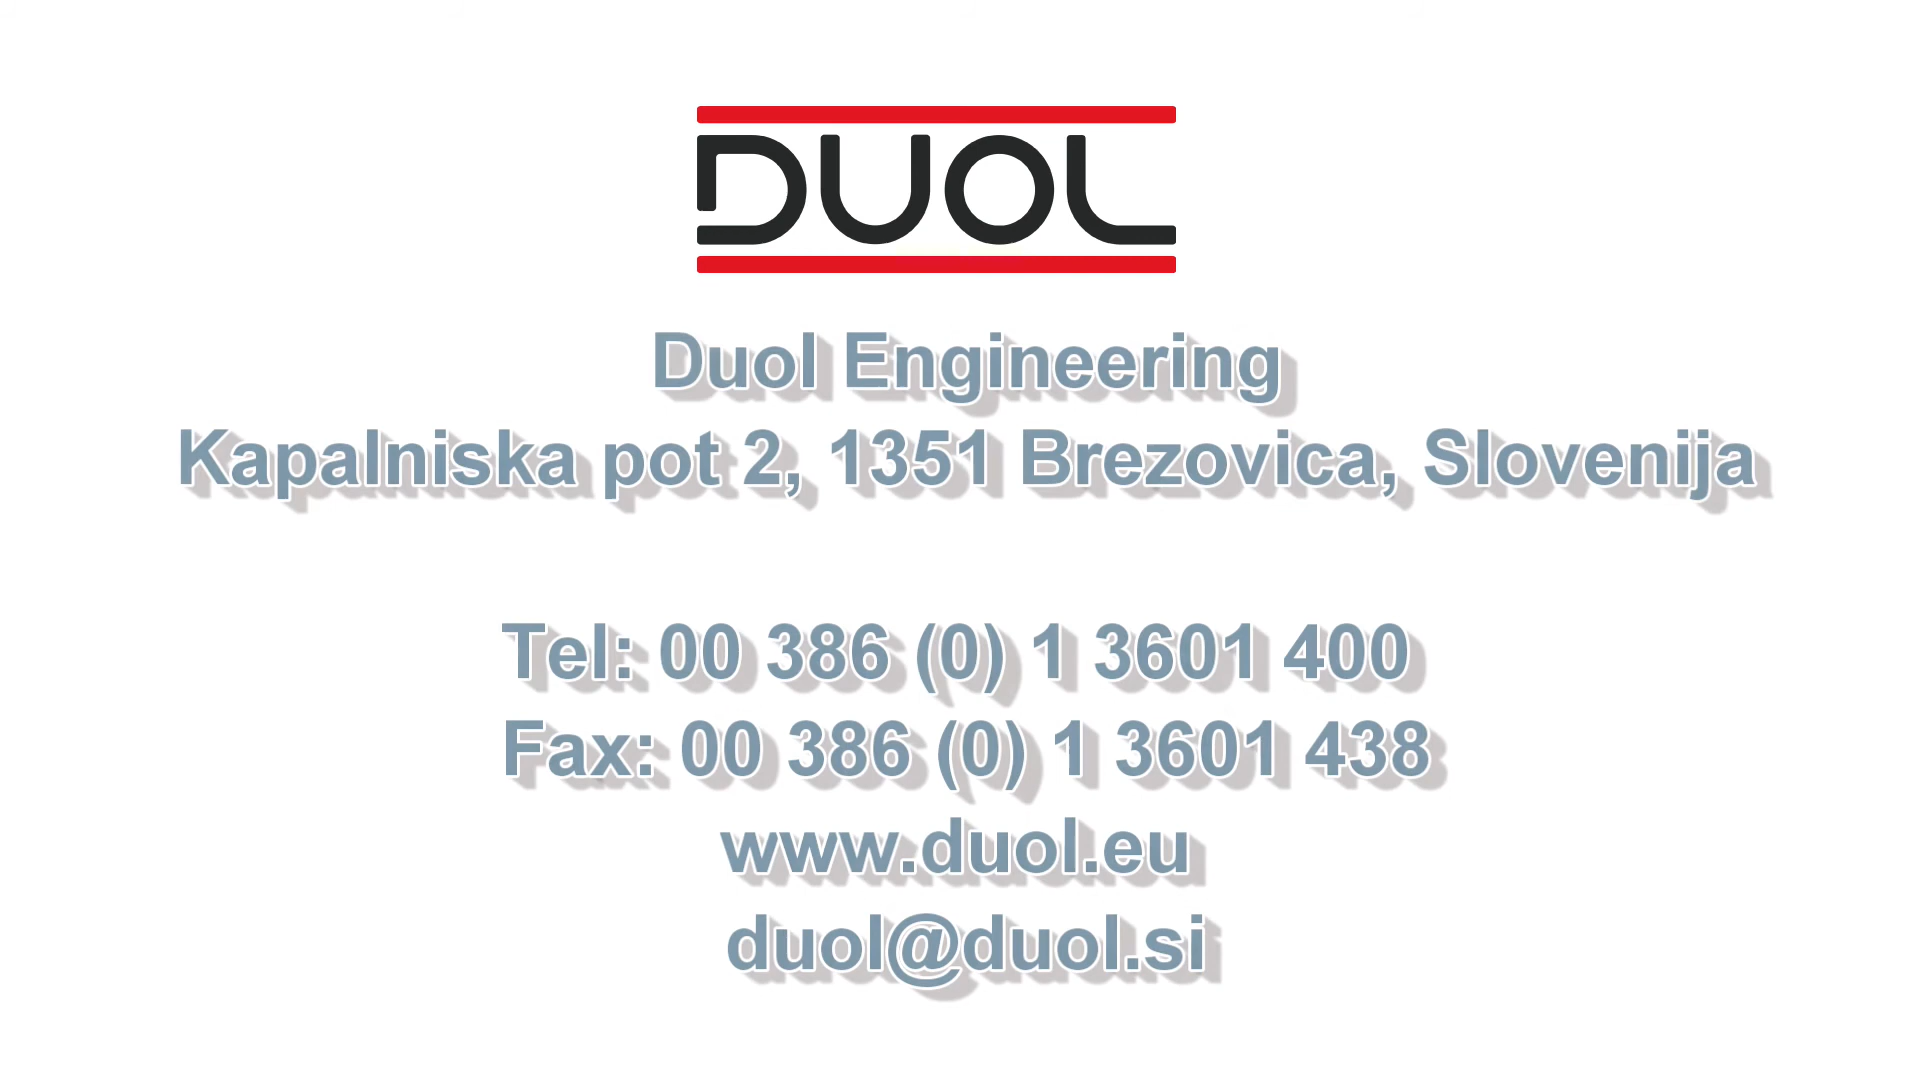 DUOL
Duol Engineering
Kapalniska pot 2, 1351 Brezovica, Slovenija
Tel: 00 386 (0) 1 3601 400
Fax: 00 386 (0) 1 3601 438
www.duol.eu
duol@duol.si